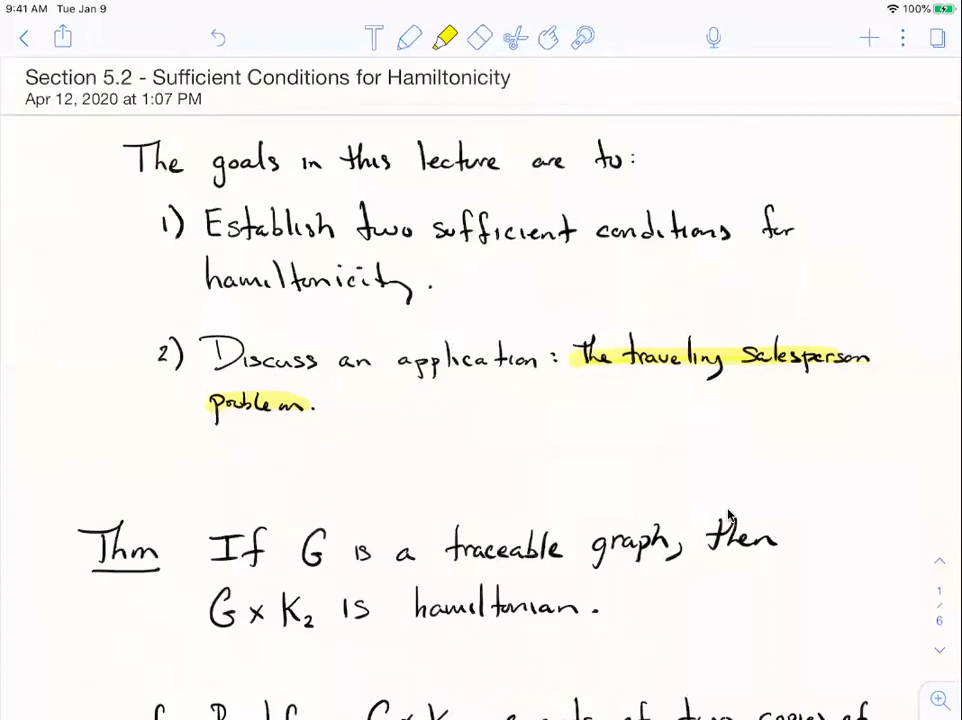 9:41 AM Tue Jan 9
100%
Section 5.2 - Sufficient Conditions for Hamiltonicity
Apr 12, 2020 at 1:07 PM
The goals in this lecture are to:
1) Establish two sufficient conditions for
hamiltonicity.
2) Discuss an application: the traveling salesperson
problem.
Thm If G is a traceable graph, then
G × K₂ is hamiltonian.
1
/
6